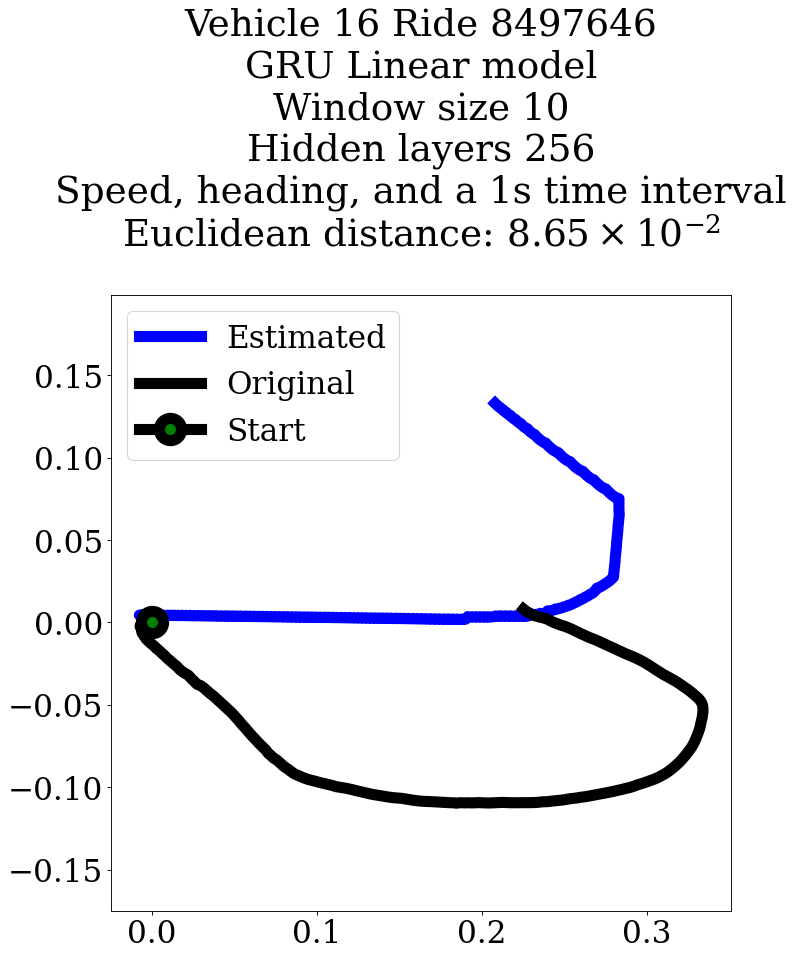 Vehicle 16 Ride 8497646
GRU Linear model
Window size 10
Hidden layers 256
Speed, heading, and a 1s time interval
Euclidean distance: 8.65 × 10⁻²
Estimated
Original
Start
0.15
0.10
0.05
0.00
−0.05
−0.10
−0.15
0.0 0.1 0.2 0.3